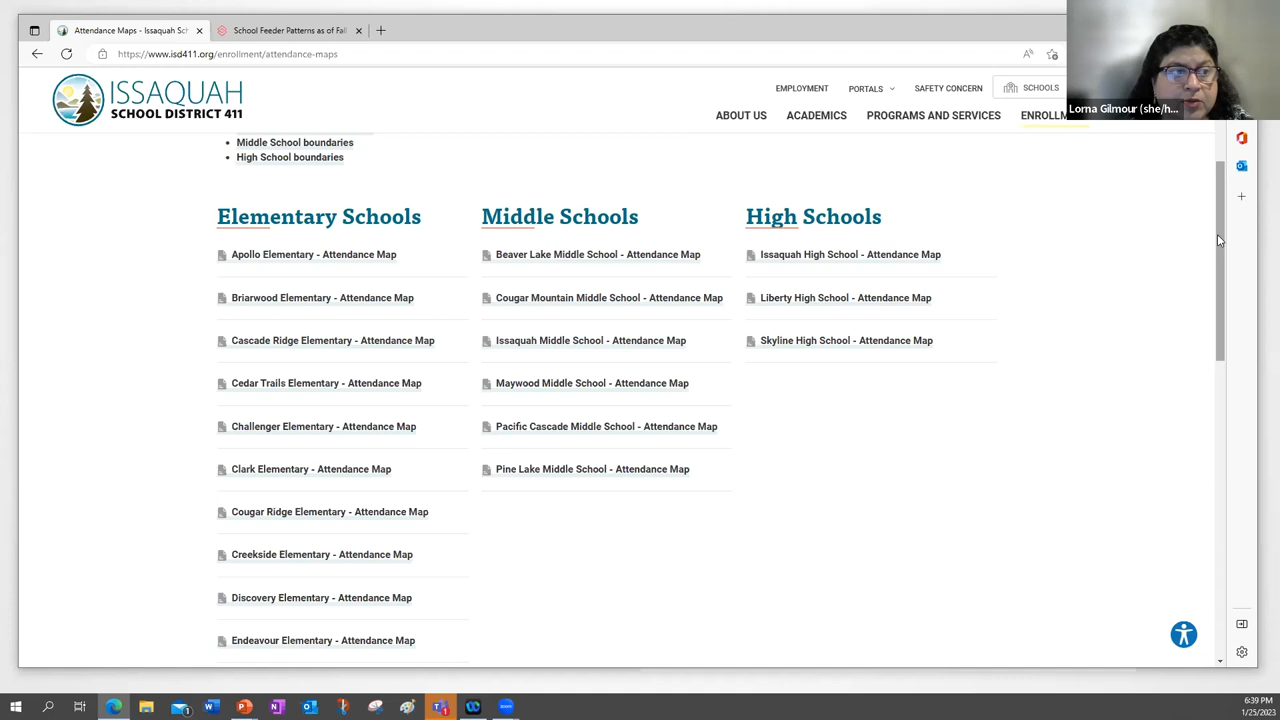 Attendance Maps - Issaquah Sch
School Feeder Patterns as of Fall
https://www.isd411.org/enrollment/attendance-maps
Lorna Gilmour (she/h...
ISSAQUAH
SCHOOL DISTRICT 411
EMPLOYMENT
PORTALS
SAFETY CONCERN
SCHOOLS
ABOUT US
ACADEMICS
PROGRAMS AND SERVICES
ENROLLM
Middle School boundaries
High School boundaries
Elementary Schools
Apollo Elementary - Attendance Map
Briarwood Elementary - Attendance Map
Cascade Ridge Elementary - Attendance Map
Cedar Trails Elementary - Attendance Map
Challenger Elementary - Attendance Map
Clark Elementary - Attendance Map
Cougar Ridge Elementary - Attendance Map
Creekside Elementary - Attendance Map
Discovery Elementary - Attendance Map
Endeavour Elementary - Attendance Map
Middle Schools
Beaver Lake Middle School - Attendance Map
Cougar Mountain Middle School - Attendance Map
Issaquah Middle School - Attendance Map
Maywood Middle School - Attendance Map
Pacific Cascade Middle School - Attendance Map
Pine Lake Middle School - Attendance Map
High Schools
Issaquah High School - Attendance Map
Liberty High School - Attendance Map
Skyline High School - Attendance Map
6:39 PM
1/25/2023